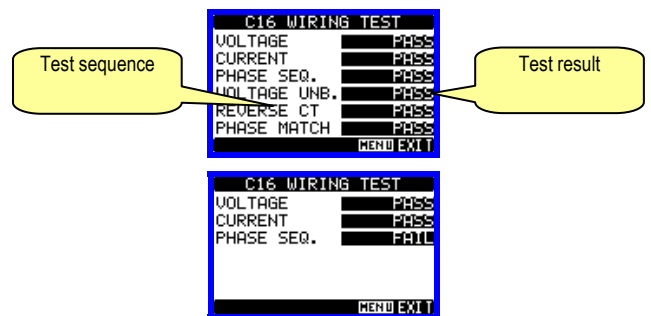 C16 WIRING TEST
VOLTAGE PASS
CURRENT PASS
PHASE SEQ. PASS
VOLTAGE UNB. PASS
REVERSE CT PASS
PHASE MATCH PASS
MENU EXIT
Test sequence
Test result
C16 WIRING TEST
VOLTAGE PASS
CURRENT PASS
PHASE SEQ. FAIL
MENU EXIT